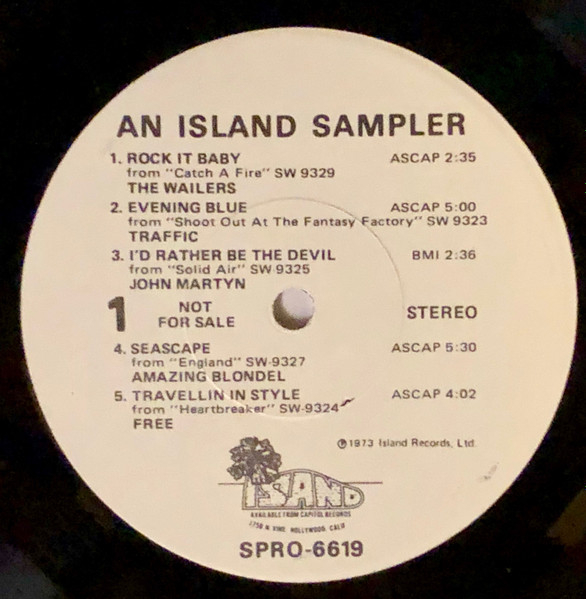 AN ISLAND SAMPLER
1. ROCK IT BABY ASCAP 2:35
from "Catch A Fire" SW 9329
THE WAILERS
2. EVENING BLUE ASCAP 5:00
from "Shoot Out At The Fantasy Factory" SW 9323
TRAFFIC
3. I'D RATHER BE THE DEVIL BMI 2:36
from "Solid Air" SW 9325
JOHN MARTYN
1 NOT FOR SALE STEREO
4. SEASCAPE ASCAP 5:30
from "England" SW-9327
AMAZING BLONDEL
5. TRAVELLIN IN STYLE ASCAP 4:02
from "Heartbreaker" SW-9324
FREE
℗1973 Island Records, Ltd.
ISLAND
AVAILABLE FROM CAPITOL RECORDS
1750 N. VINE, HOLLYWOOD, CALIF.
SPRO-6619